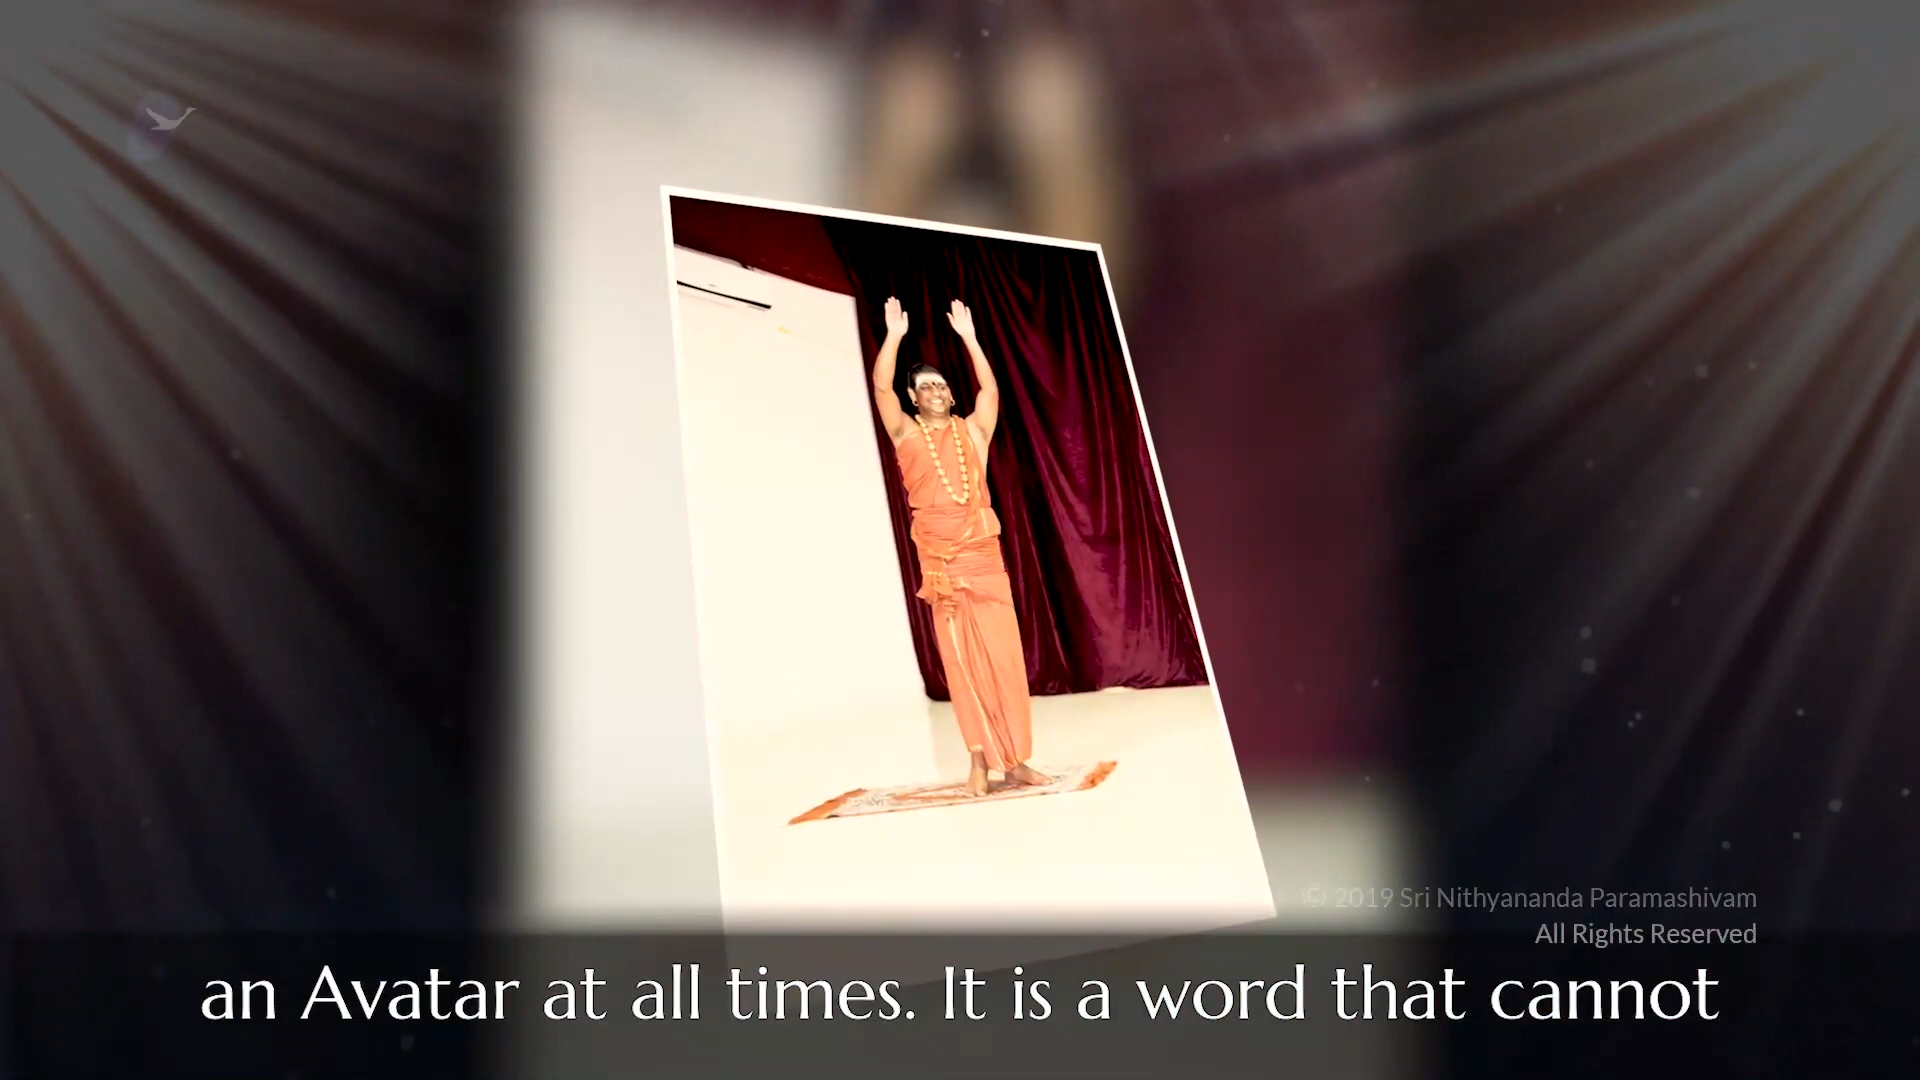 © 2019 Sri Nithyananda Paramashivam
All Rights Reserved
an Avatar at all times. It is a word that cannot